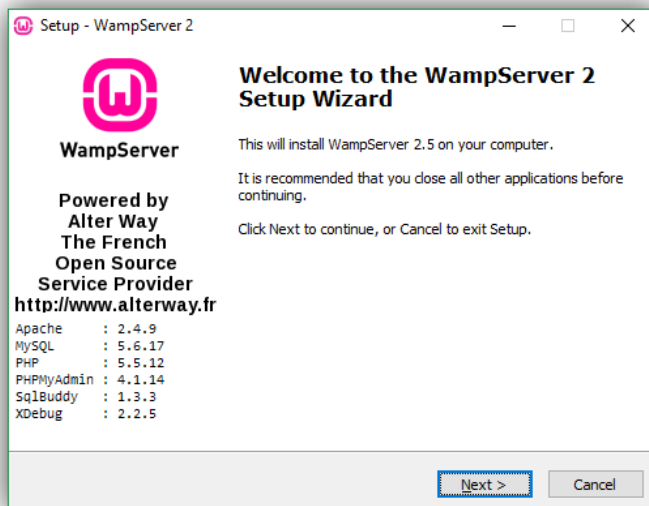 Setup - WampServer 2
WampServer
Powered by
Alter Way
The French
Open Source
Service Provider
http://www.alterway.fr
Apache : 2.4.9
MySQL : 5.6.17
PHP : 5.5.12
PHPMyAdmin : 4.1.14
SqlBuddy : 1.3.3
XDebug : 2.2.5
Welcome to the WampServer 2
Setup Wizard
This will install WampServer 2.5 on your computer.
It is recommended that you close all other applications before
continuing.
Click Next to continue, or Cancel to exit Setup.
Next >
Cancel